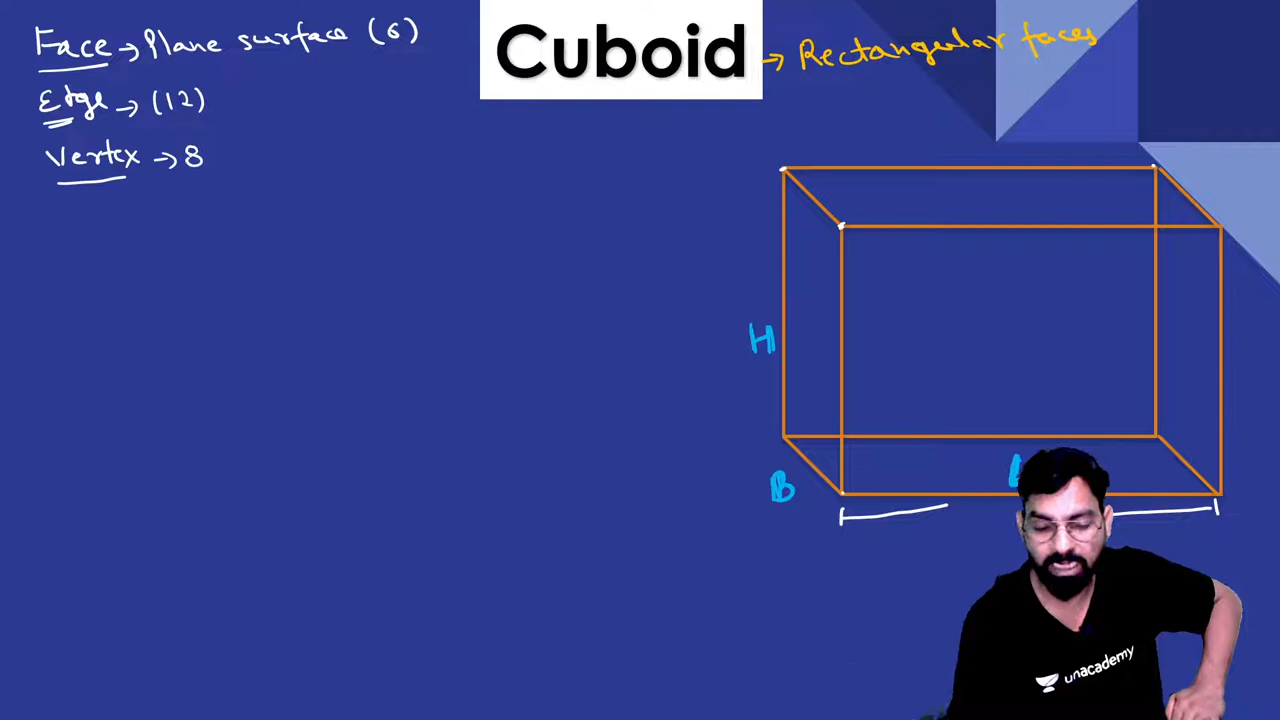 Face → Plane surface (6)
Cuboid → Rectangular faces
Edge → (12)
Vertex → 8
H
B
unacademy